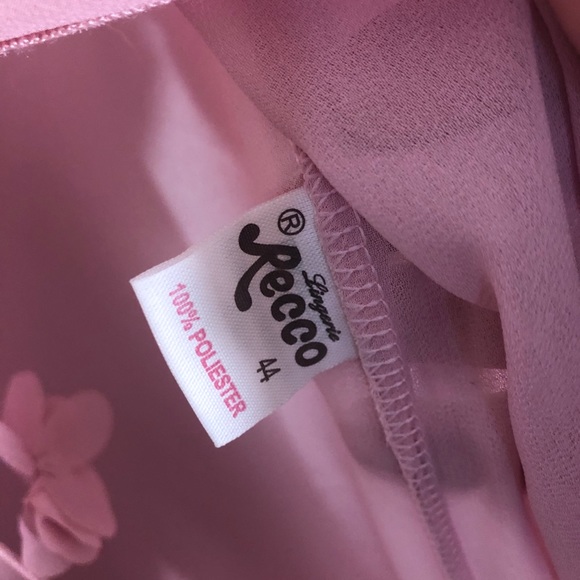 ®
Recco
Lingerie
44
100% POLIESTER